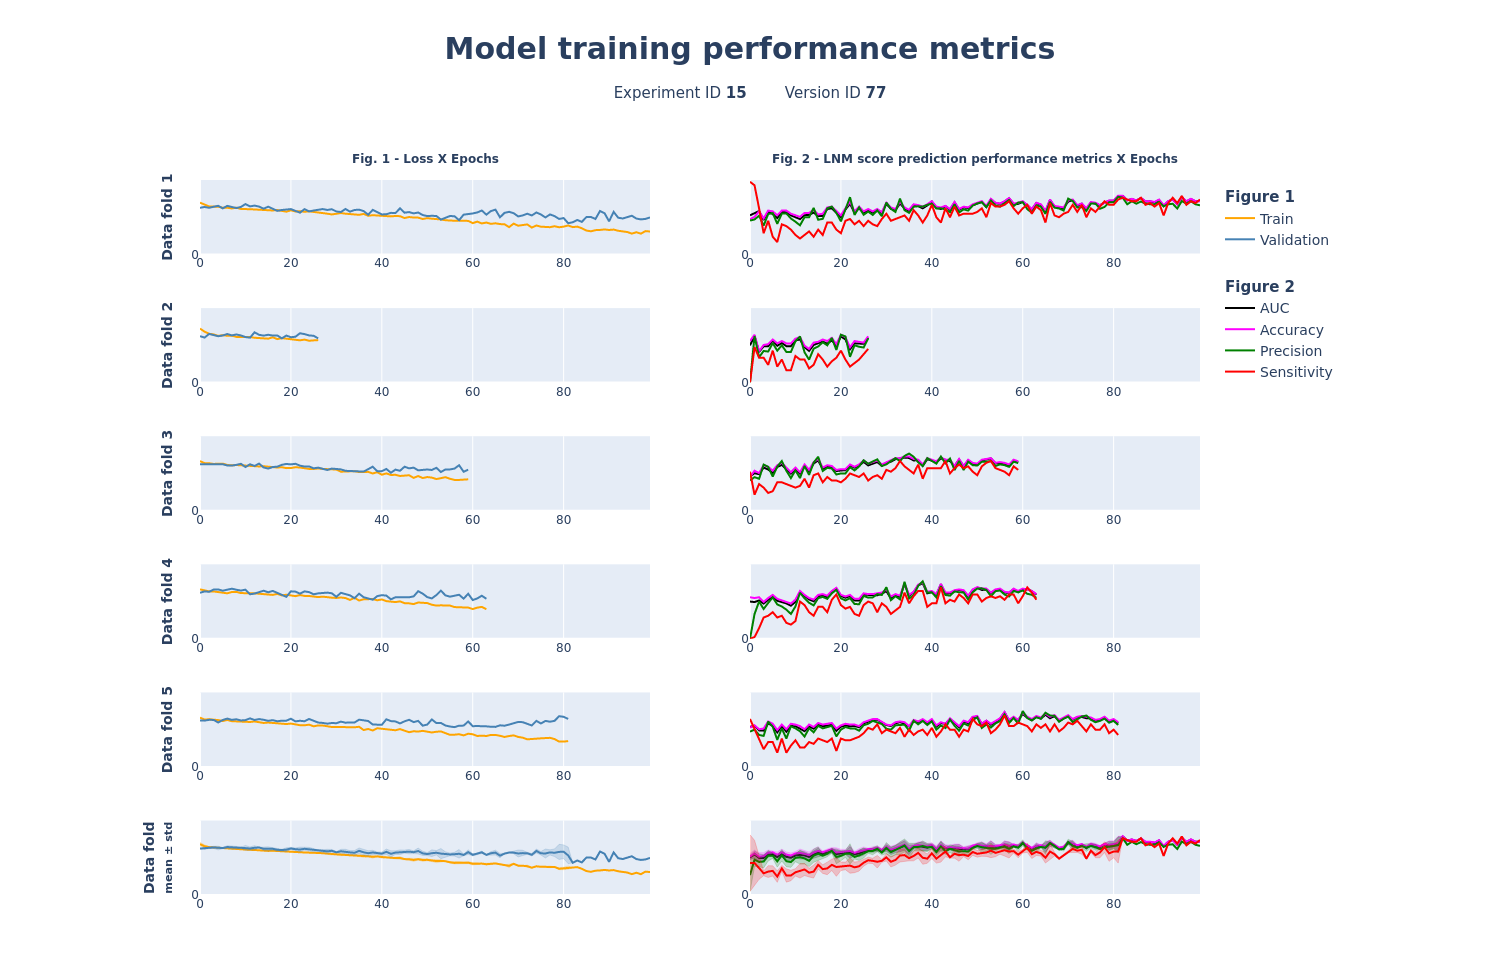 Model training performance metrics
Experiment ID 15 Version ID 77
Fig. 1 - Loss X Epochs
Fig. 2 - LNM score prediction performance metrics X Epochs
Data fold 1
0
0 20 40 60 80
0
0 20 40 60 80
Figure 1
Train
Validation
Figure 2
AUC
Accuracy
Precision
Sensitivity
Data fold 2
0
0 20 40 60 80
0
0 20 40 60 80
Data fold 3
0
0 20 40 60 80
0
0 20 40 60 80
Data fold 4
0
0 20 40 60 80
0
0 20 40 60 80
Data fold 5
0
0 20 40 60 80
0
0 20 40 60 80
Data fold
mean ± std
0
0 20 40 60 80
0
0 20 40 60 80